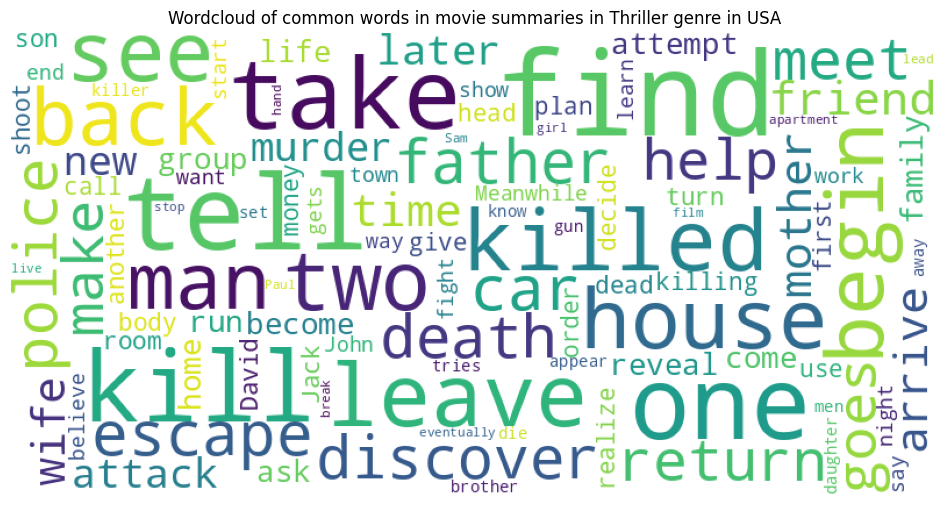 Wordcloud of common words in movie summaries in Thriller genre in USA
son
see
life
later
attempt
meet
lead
end
killer
start
take
hand
show
head
find
plan
learn
friend
back
shoot
girl
apartment
new
group
murder
Sam
father
help
mother
work
family
police
call
want
town
Meanwhile
turn
make
another
tell
stop
set
money
gets
time
know
gun
decide
film
first
begin
way
give
killed
live
man
two
Paul
fight
car
dead
killing
away
body
run
become
death
order
house
arrive
room
home
David
Jack
John
tries
appear
reveal
come
use
goes
wife
believe
kill
break
leave
one
men
night
escape
eventually
die
realize
daughter
say
attack
ask
discover
return
brother